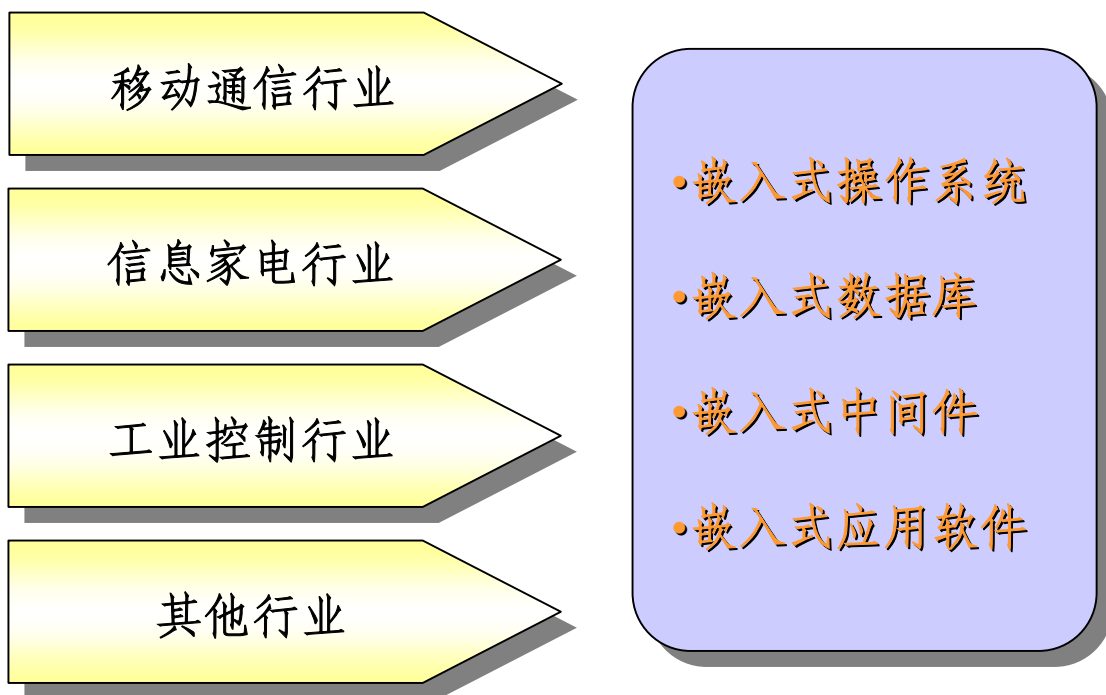 移动通信行业
信息家电行业
工业控制行业
其他行业
•嵌入式操作系统
•嵌入式数据库
•嵌入式中间件
•嵌入式应用软件